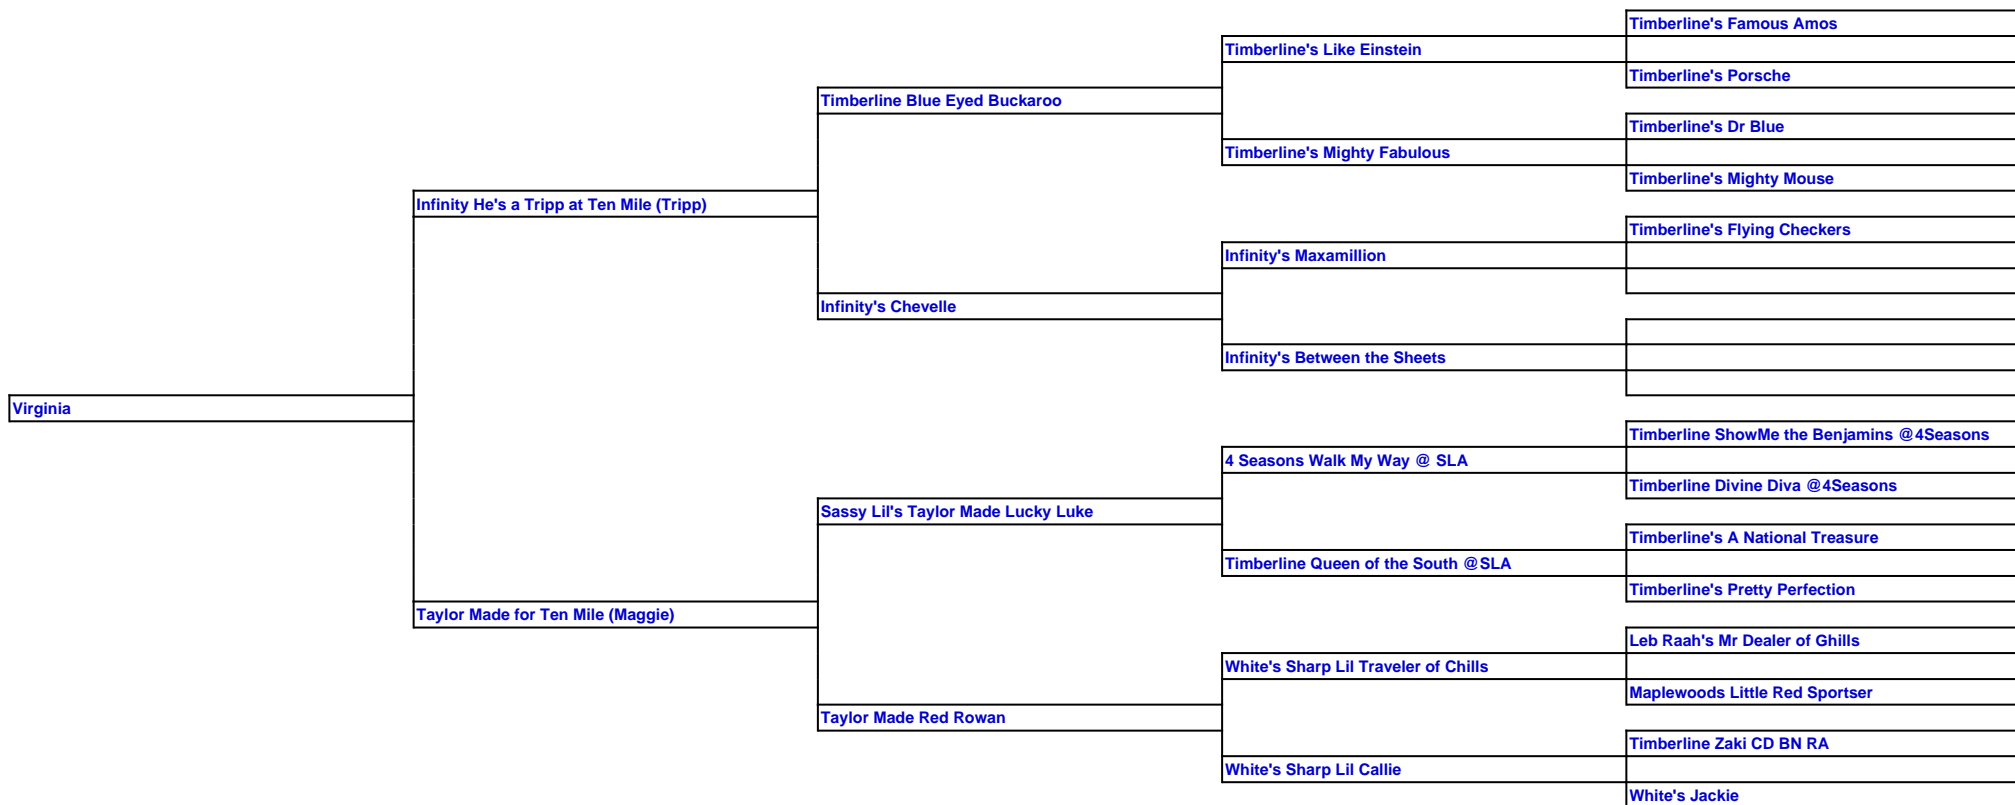 Timberline's Famous Amos
Timberline's Like Einstein
Timberline's Porsche
Timberline Blue Eyed Buckaroo
Timberline's Dr Blue
Timberline's Mighty Fabulous
Timberline's Mighty Mouse
Infinity He's a Tripp at Ten Mile (Tripp)
Timberline's Flying Checkers
Infinity's Maxamillion
Infinity's Chevelle
Infinity's Between the Sheets
Virginia
Timberline ShowMe the Benjamins @4Seasons
4 Seasons Walk My Way @ SLA
Timberline Divine Diva @4Seasons
Sassy Lil's Taylor Made Lucky Luke
Timberline's A National Treasure
Timberline Queen of the South @SLA
Timberline's Pretty Perfection
Taylor Made for Ten Mile (Maggie)
Leb Raah's Mr Dealer of Ghills
White's Sharp Lil Traveler of Chills
Maplewoods Little Red Sportser
Taylor Made Red Rowan
Timberline Zaki CD BN RA
White's Sharp Lil Callie
White's Jackie